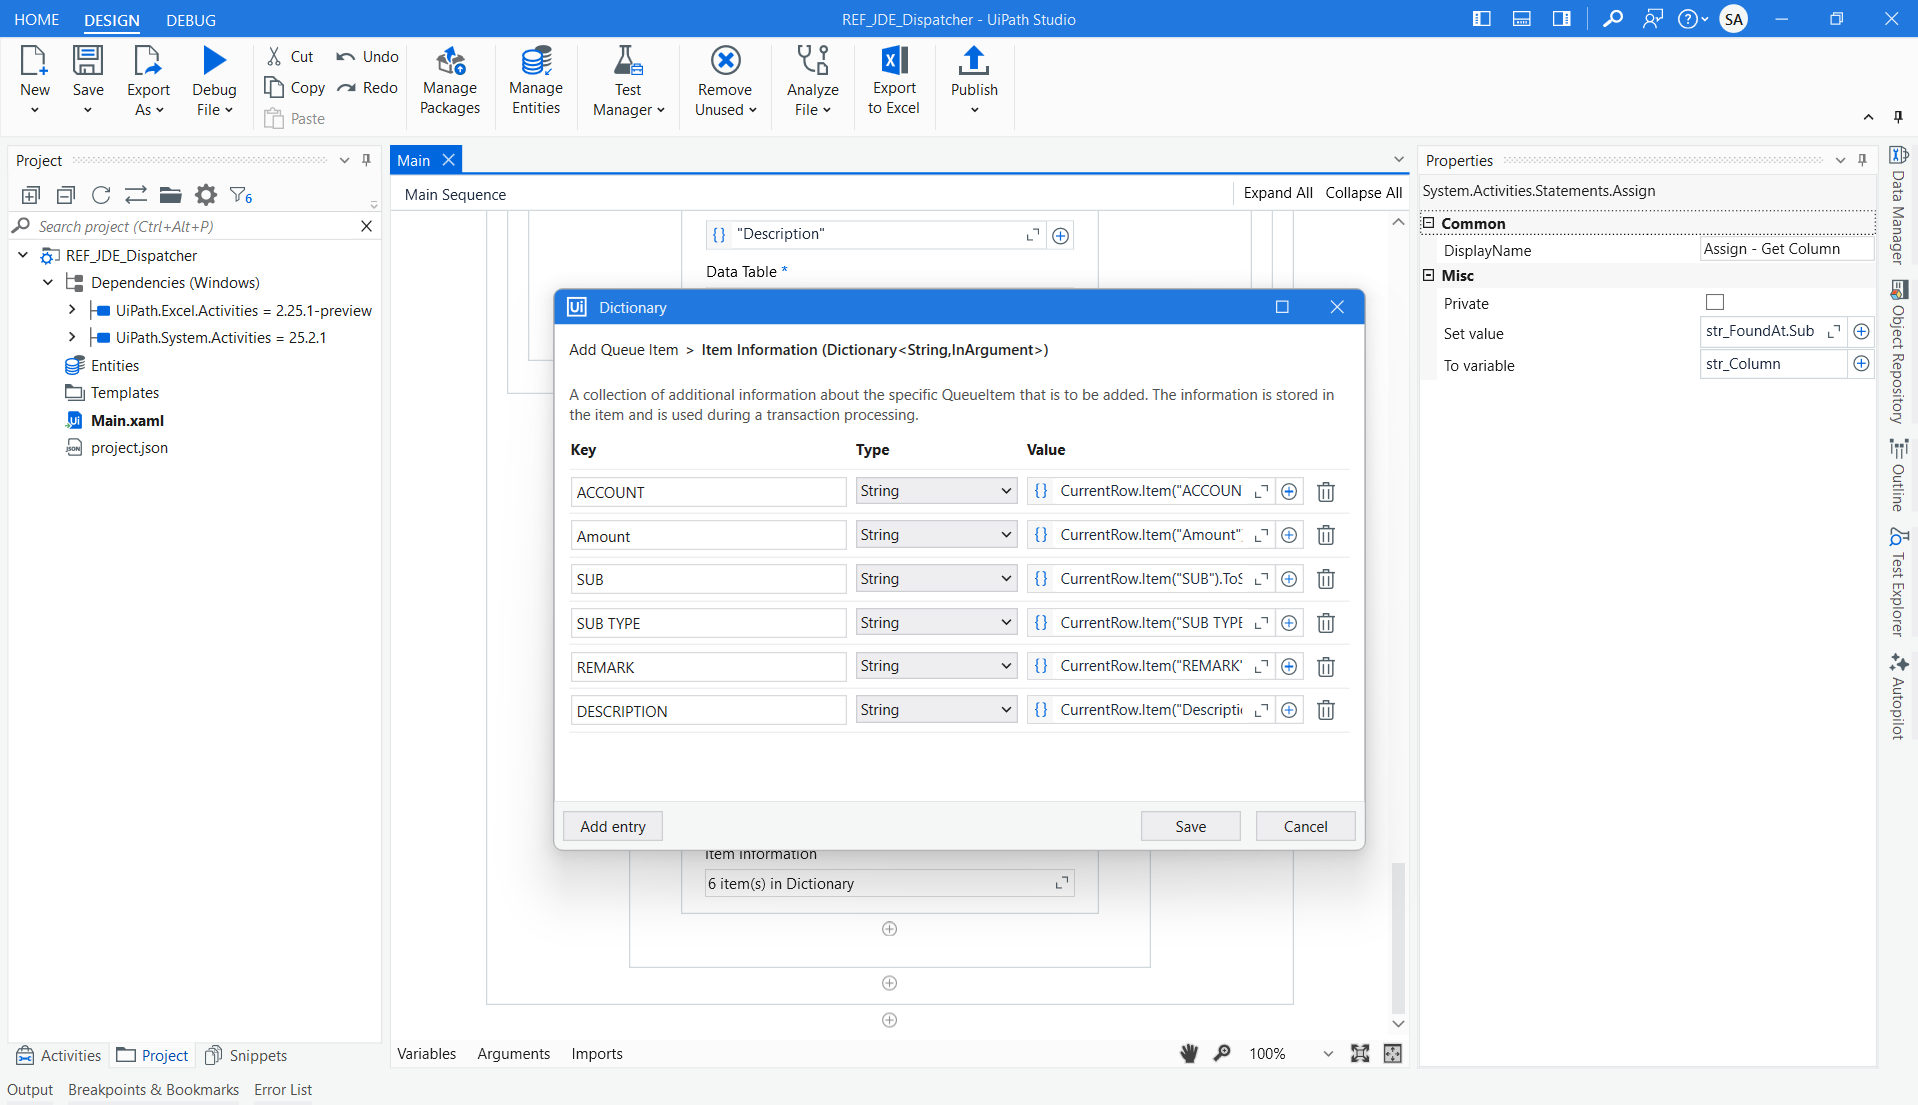 HOME
DESIGN
DEBUG
REF_JDE_Dispatcher - UiPath Studio
SA
New
Save
Export As
Debug File
Cut
Copy
Paste
Undo
Redo
Manage Packages
Manage Entities
Test Manager
Remove Unused
Analyze File
Export to Excel
Publish
Project
6
Search project (Ctrl+Alt+P)
REF_JDE_Dispatcher
Dependencies (Windows)
UiPath.Excel.Activities = 2.25.1-preview
UiPath.System.Activities = 25.2.1
Entities
Templates
Main.xaml
project.json
Main
Main Sequence
Expand All
Collapse All
"Description"
Data Table *
Ui Dictionary
Add Queue Item > Item Information (Dictionary<String,InArgument>)
A collection of additional information about the specific QueueItem that is to be added. The information is stored in
the item and is used during a transaction processing.
Key Type Value
ACCOUNT String {} CurrentRow.Item("ACCOUN
Amount String {} CurrentRow.Item("Amount"
SUB String {} CurrentRow.Item("SUB").ToS
SUB TYPE String {} CurrentRow.Item("SUB TYPE
REMARK String {} CurrentRow.Item("REMARK"
DESCRIPTION String {} CurrentRow.Item("Descriptio
Add entry
Save
Cancel
Item Information
6 item(s) in Dictionary
Variables
Arguments
Imports
100%
Properties
System.Activities.Statements.Assign
Common
DisplayName Assign - Get Column
Misc
Private
Set value str_FoundAt.Sub
To variable str_Column
Data Manager
Object Repository
Outline
Test Explorer
Autopilot
Activities
Project
Snippets
Output
Breakpoints & Bookmarks
Error List